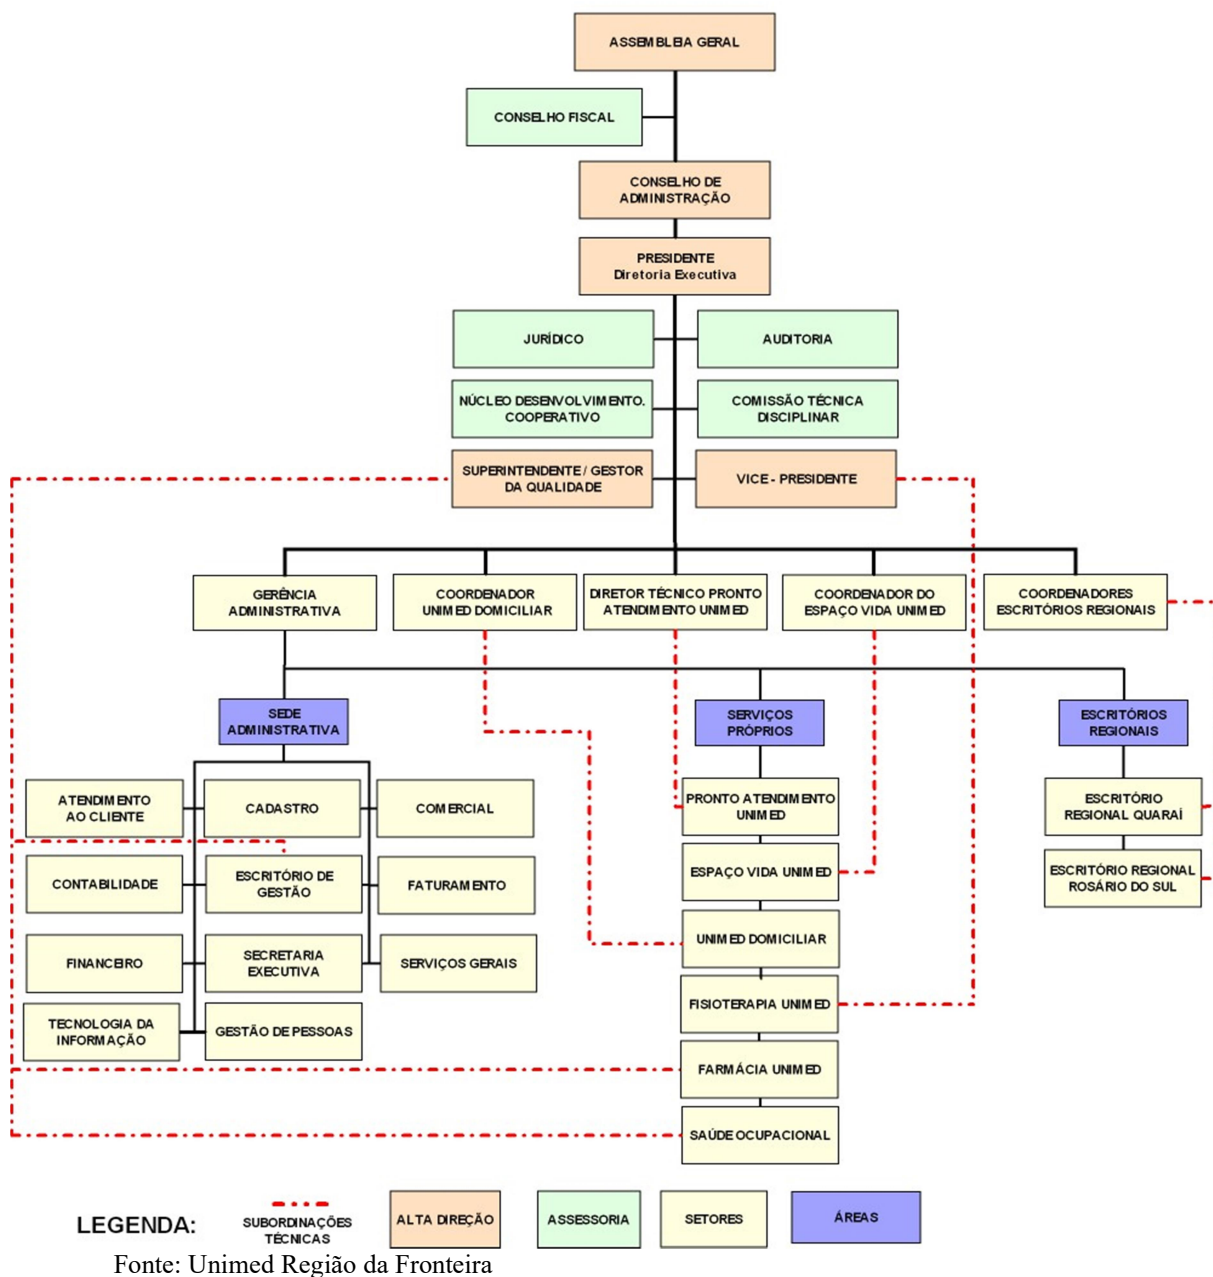 ASSEMBLEIA GERAL
CONSELHO FISCAL
CONSELHO DE
ADMINISTRAÇÃO
PRESIDENTE
Diretoria Executiva
JURÍDICO
AUDITORIA
NÚCLEO DESENVOLVIMENTO.
COOPERATIVO
COMISSÃO TÉCNICA
DISCIPLINAR
SUPERINTENDENTE / GESTOR
DA QUALIDADE
VICE - PRESIDENTE
GERÊNCIA
ADMINISTRATIVA
COORDENADOR
UNIMED DOMICILIAR
DIRETOR TÉCNICO PRONTO
ATENDIMENTO UNIMED
COORDENADOR DO
ESPAÇO VIDA UNIMED
COORDENADORES
ESCRITÓRIOS REGIONAIS
SEDE
ADMINISTRATIVA
SERVIÇOS
PRÓPRIOS
ESCRITÓRIOS
REGIONAIS
ATENDIMENTO
AO CLIENTE
CADASTRO
COMERCIAL
PRONTO ATENDIMENTO
UNIMED
ESCRITÓRIO
REGIONAL QUARAÍ
CONTABILIDADE
ESCRITÓRIO DE
GESTÃO
FATURAMENTO
ESPAÇO VIDA UNIMED
ESCRITÓRIO REGIONAL
ROSÁRIO DO SUL
FINANCEIRO
SECRETARIA
EXECUTIVA
SERVIÇOS GERAIS
UNIMED DOMICILIAR
TECNOLOGIA DA
INFORMAÇÃO
GESTÃO DE PESSOAS
FISIOTERAPIA UNIMED
FARMÁCIA UNIMED
SAÚDE OCUPACIONAL
LEGENDA:
SUBORDINAÇÕES
TÉCNICAS
ALTA DIREÇÃO
ASSESSORIA
SETORES
ÁREAS
Fonte: Unimed Região da Fronteira